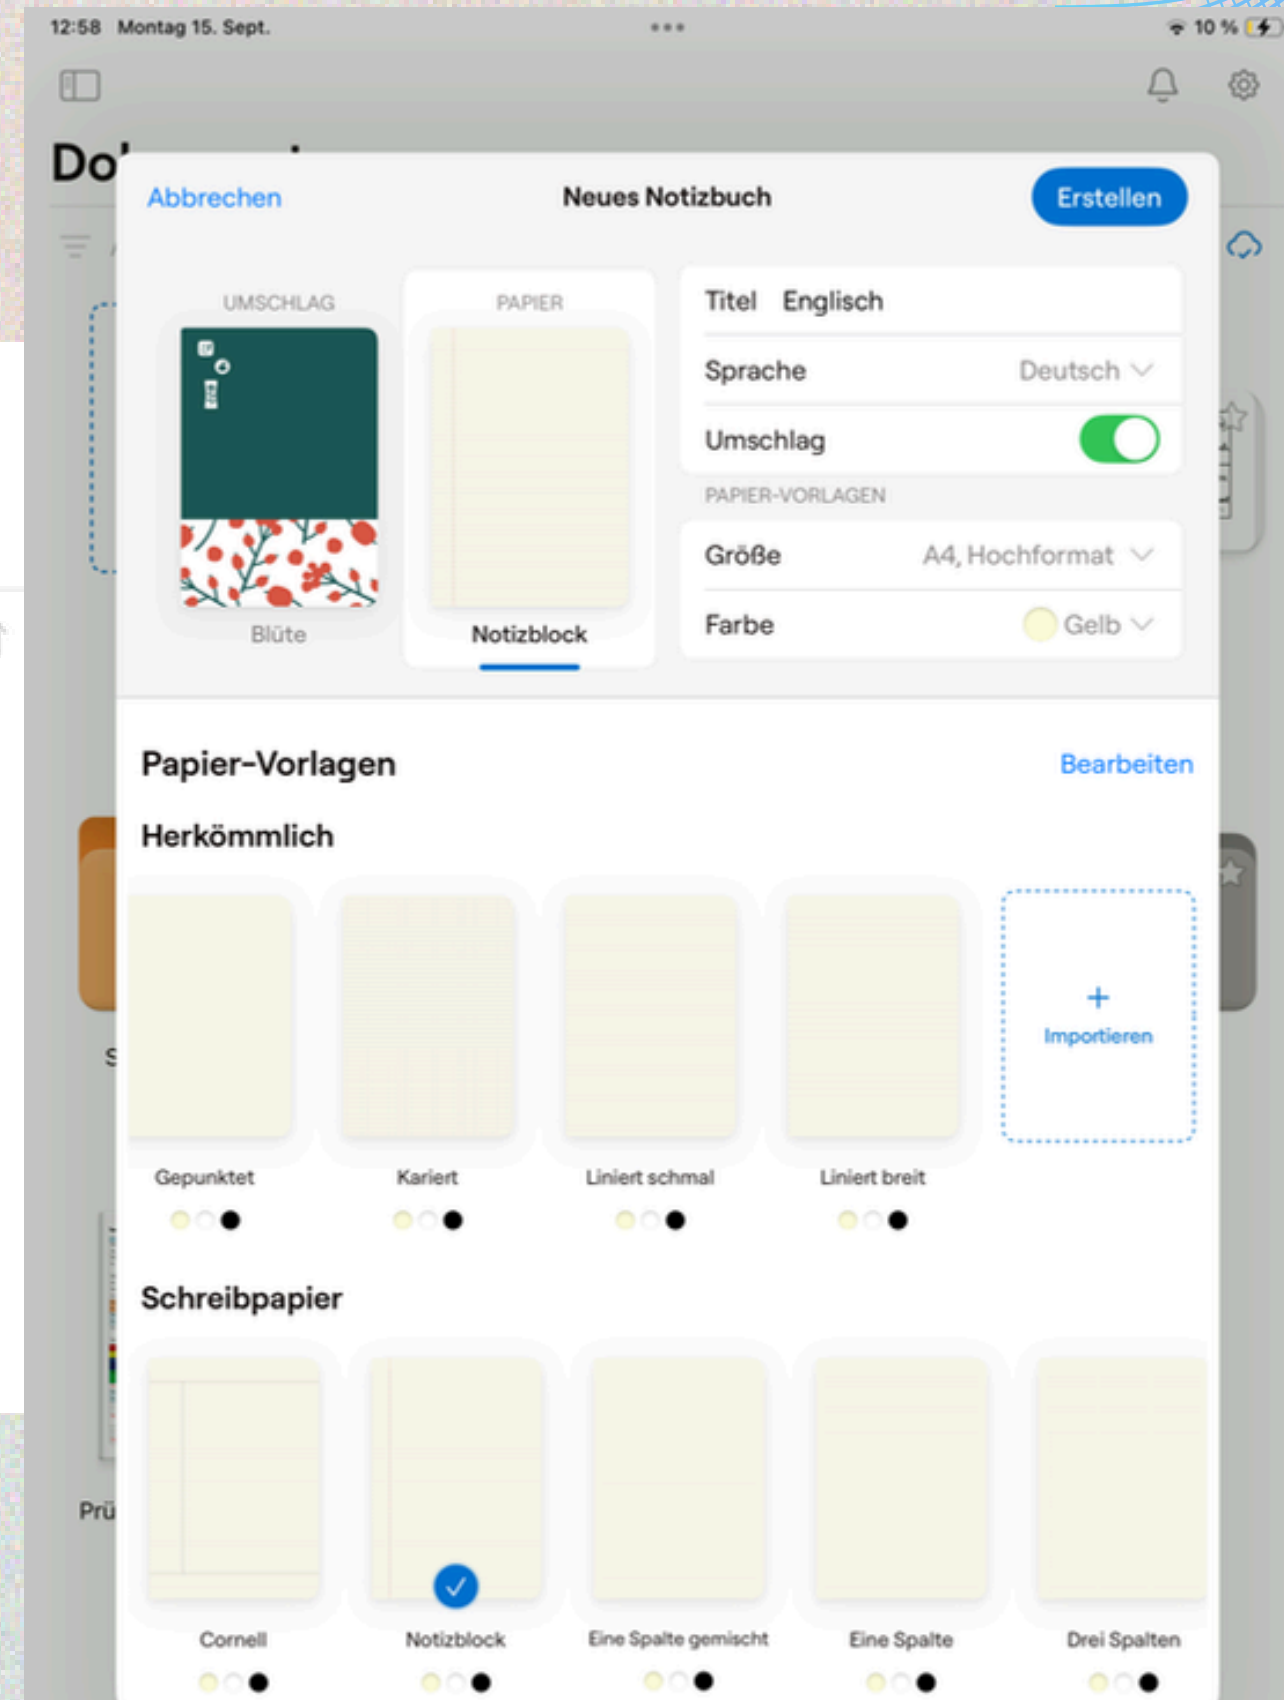 12:58 Montag 15. Sept.
10 %
Abbrechen
Neues Notizbuch
Erstellen
UMSCHLAG
PAPIER
Blüte
Notizblock
Titel Englisch
Sprache Deutsch
Umschlag
PAPIER-VORLAGEN
Größe A4, Hochformat
Farbe Gelb
Papier-Vorlagen
Bearbeiten
Herkömmlich
Importieren
Gepunktet
Kariert
Liniert schmal
Liniert breit
Schreibpapier
Cornell
Notizblock
Eine Spalte gemischt
Eine Spalte
Drei Spalten